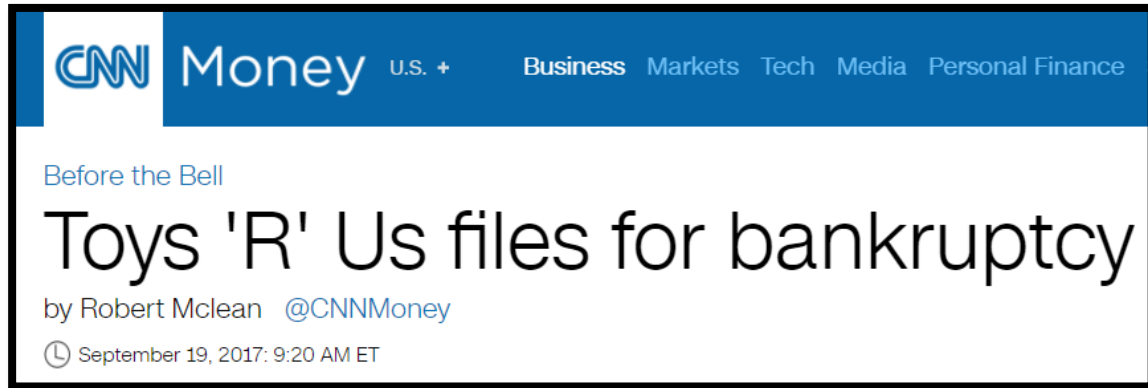 CNN Money U.S. + Business Markets Tech Media Personal Finance
Before the Bell
Toys 'R' Us files for bankruptcy
by Robert Mclean @CNNMoney
September 19, 2017: 9:20 AM ET